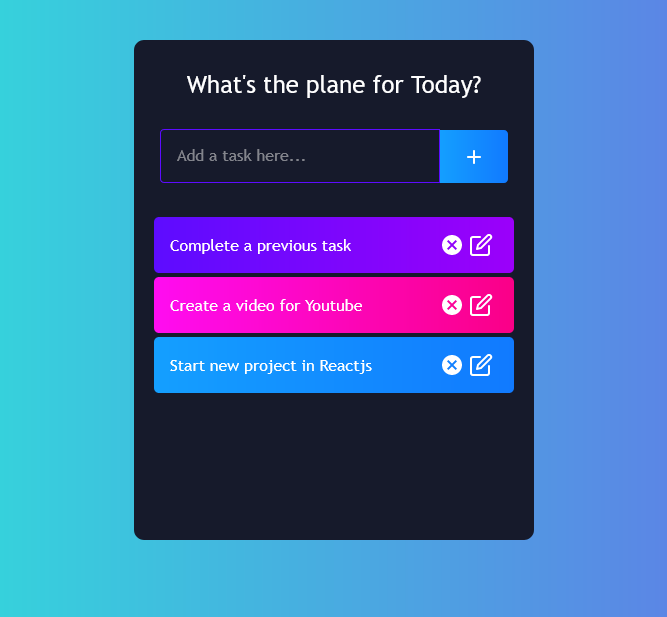 What's the plane for Today?
Add a task here...
+
Complete a previous task
Create a video for Youtube
Start new project in Reactjs